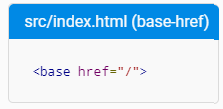 src/index.html (base-href)
<base href="/">